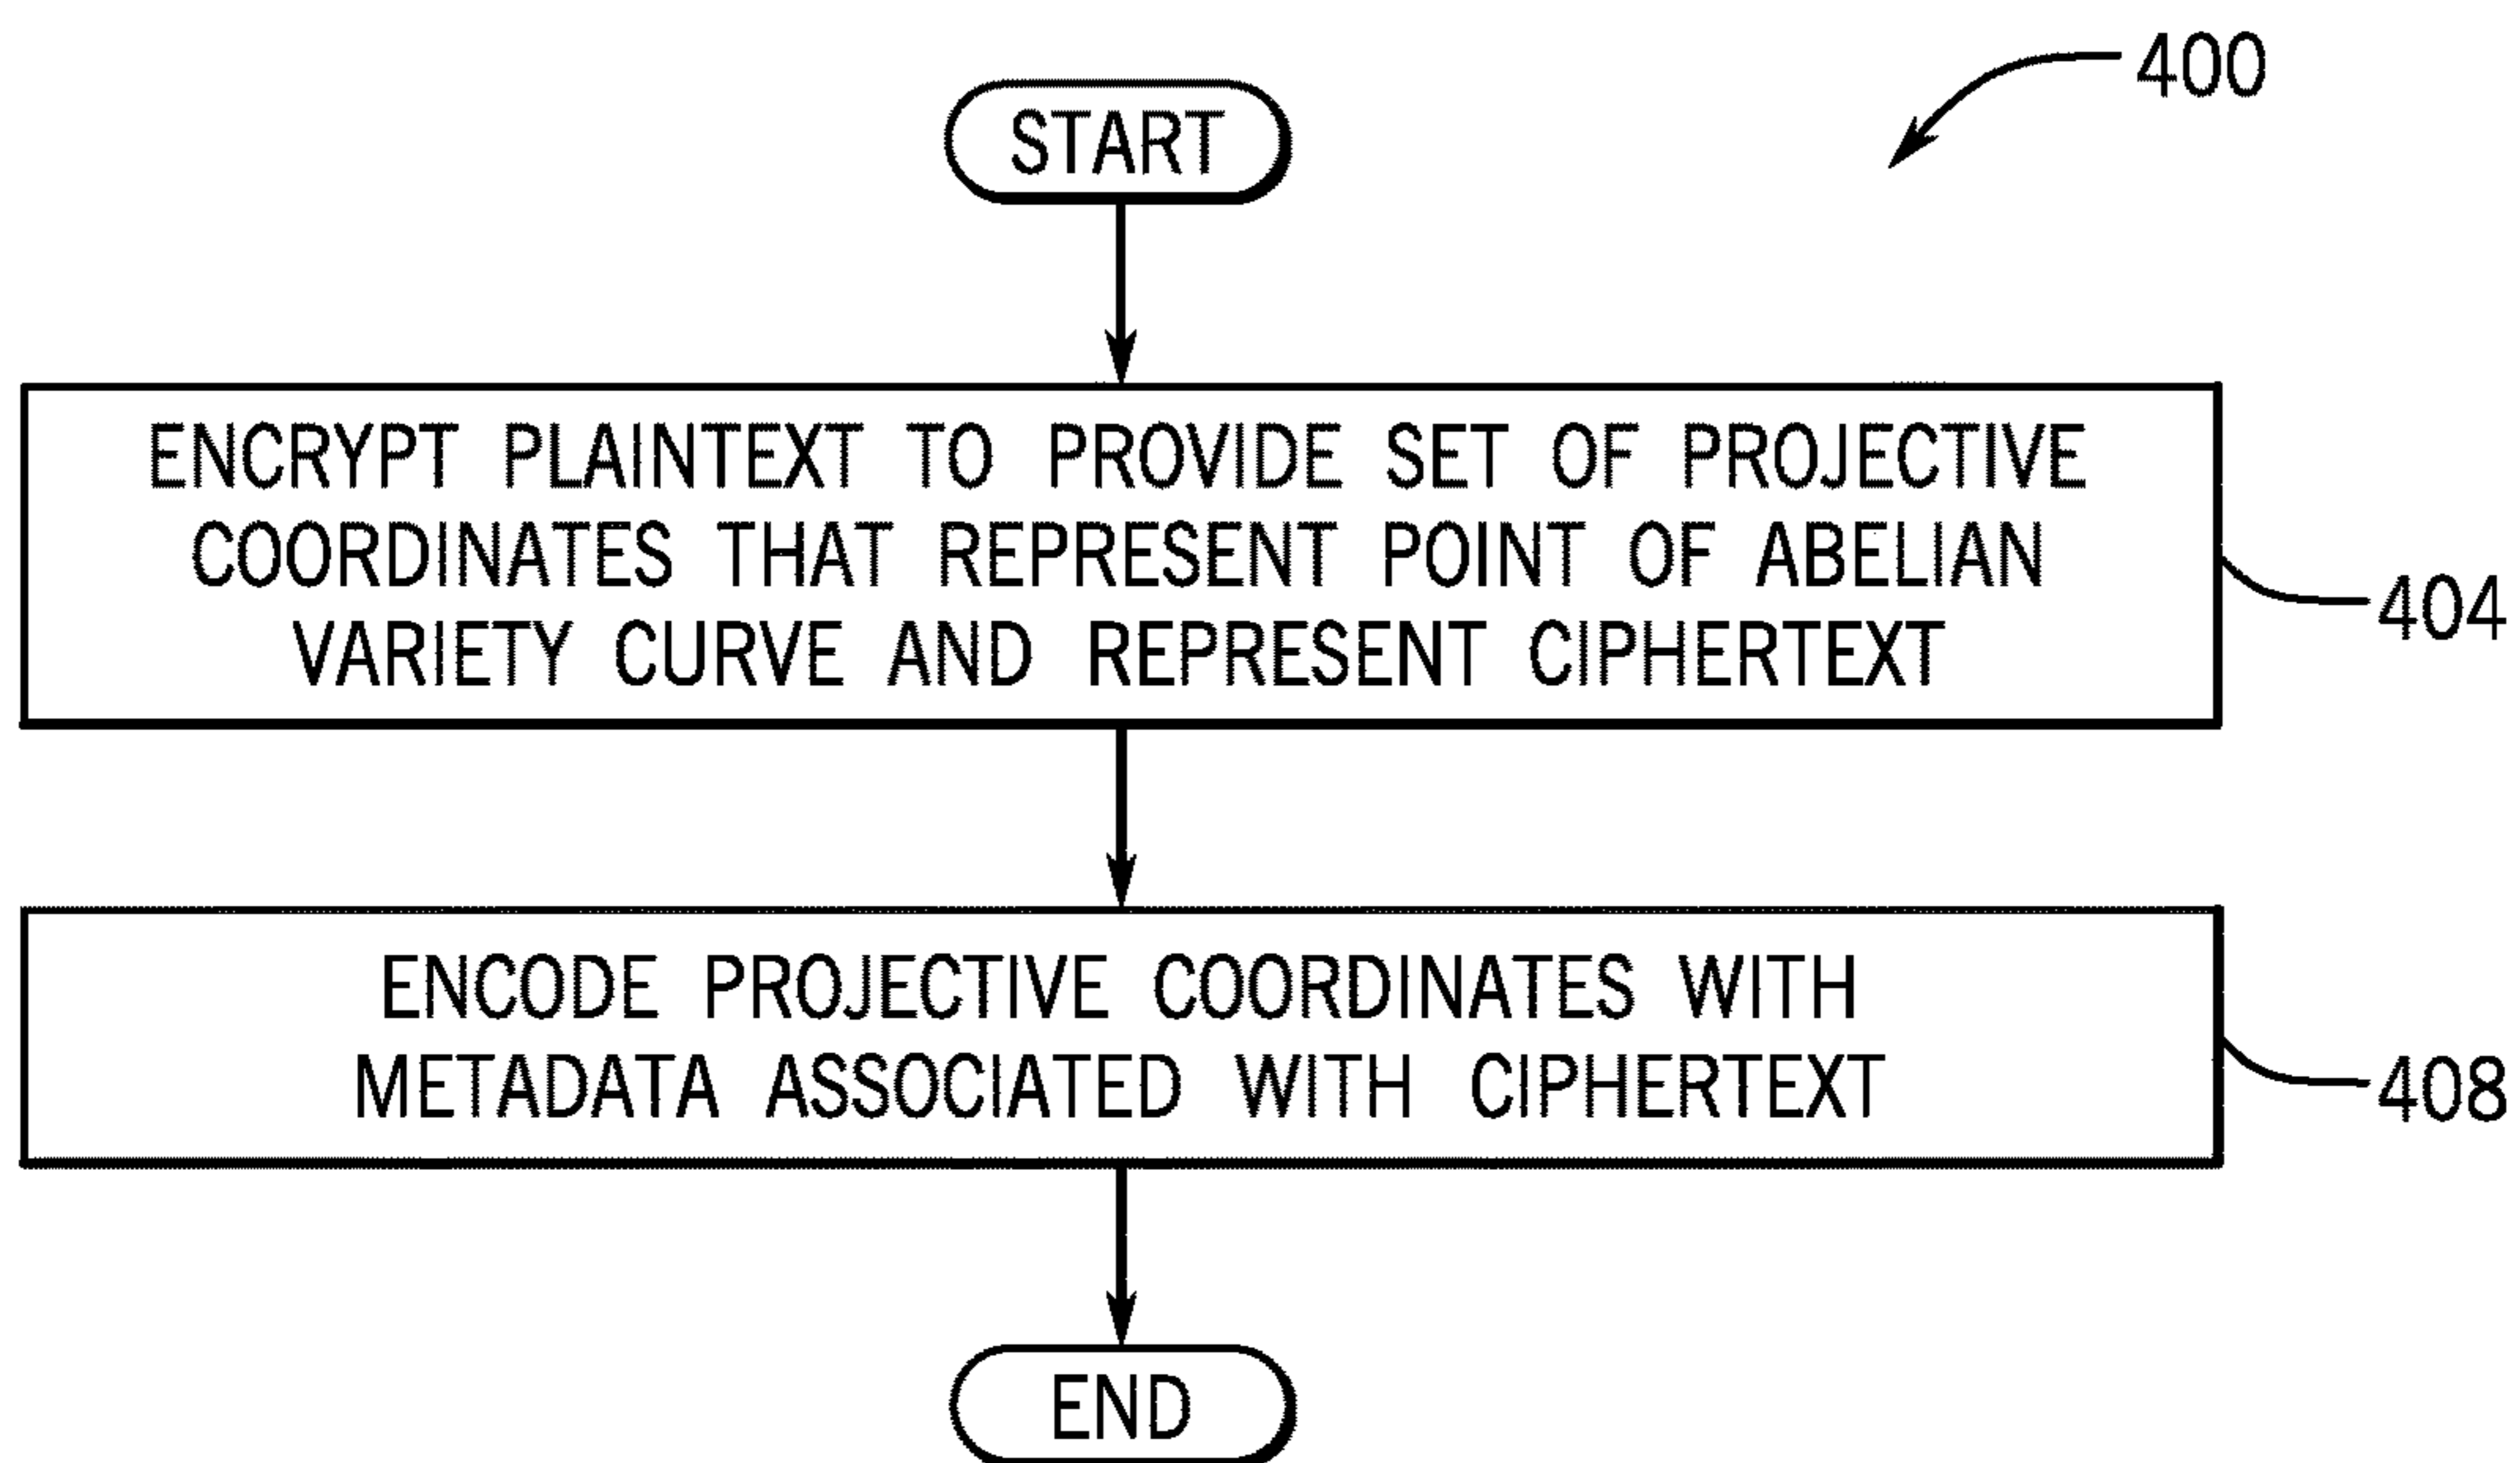 400
START
ENCRYPT PLAINTEXT TO PROVIDE SET OF PROJECTIVE
COORDINATES THAT REPRESENT POINT OF ABELIAN
VARIETY CURVE AND REPRESENT CIPHERTEXT
404
ENCODE PROJECTIVE COORDINATES WITH
METADATA ASSOCIATED WITH CIPHERTEXT
408
END